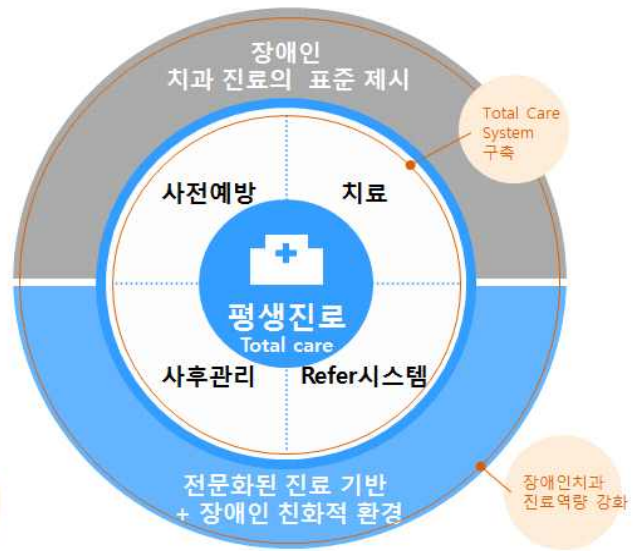 장애인
치과 진료의 표준 제시
Total Care
System
구축
사전예방
치료
평생진로
Total care
사후관리
Refer시스템
전문화된 진료 기반
+ 장애인 친화적 환경
장애인치과
진료역량 강화